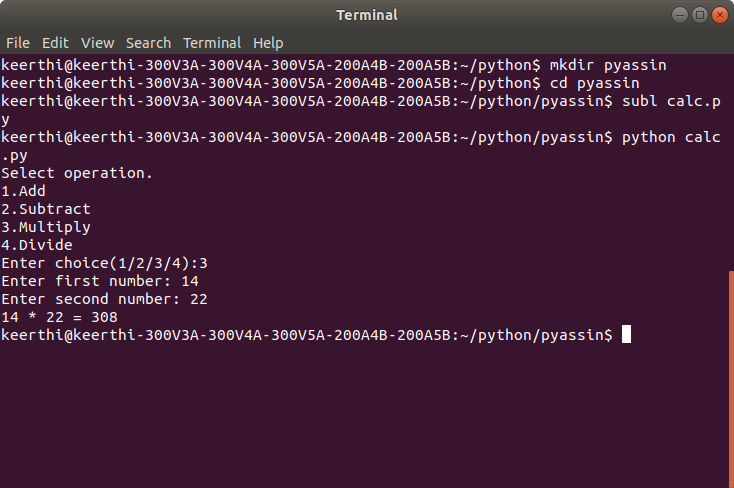 Terminal
File Edit View Search Terminal Help
keerthi@keerthi-300V3A-300V4A-300V5A-200A4B-200A5B:~/python$ mkdir pyassin
keerthi@keerthi-300V3A-300V4A-300V5A-200A4B-200A5B:~/python$ cd pyassin
keerthi@keerthi-300V3A-300V4A-300V5A-200A4B-200A5B:~/python/pyassin$ subl calc.p
y
keerthi@keerthi-300V3A-300V4A-300V5A-200A4B-200A5B:~/python/pyassin$ python calc
.py
Select operation.
1.Add
2.Subtract
3.Multiply
4.Divide
Enter choice(1/2/3/4):3
Enter first number: 14
Enter second number: 22
14 * 22 = 308
keerthi@keerthi-300V3A-300V4A-300V5A-200A4B-200A5B:~/python/pyassin$